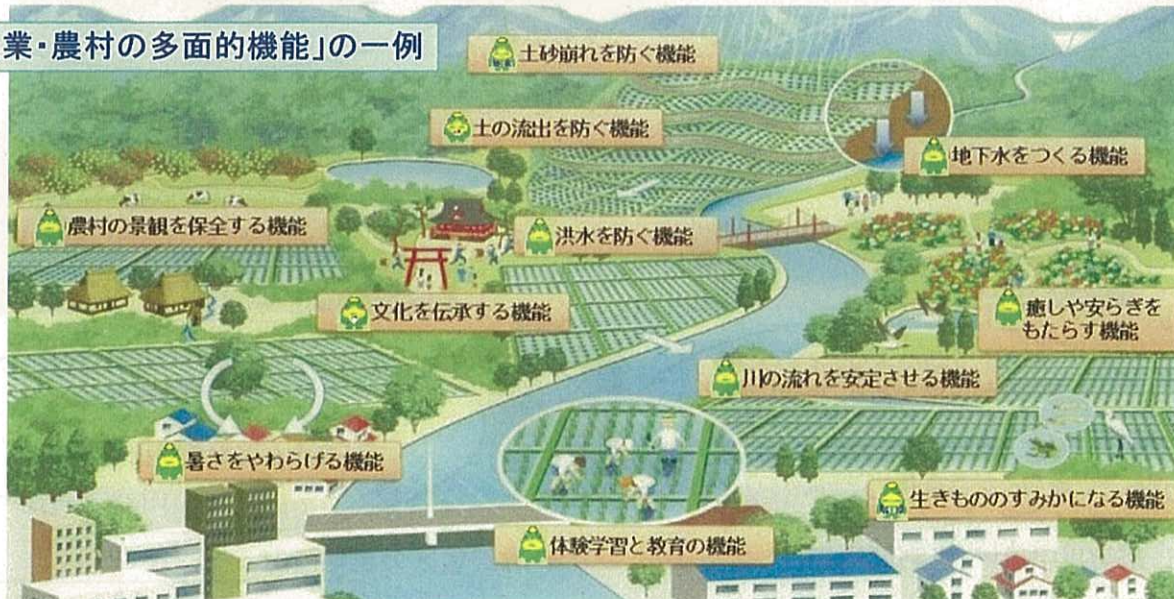 業・農村の多面的機能」の一例
土砂崩れを防ぐ機能
土の流出を防ぐ機能
地下水をつくる機能
農村の景観を保全する機能
洪水を防ぐ機能
文化を伝承する機能
癒しや安らぎを
もたらす機能
川の流れを安定させる機能
暑さをやわらげる機能
生きもののすみかになる機能
体験学習と教育の機能